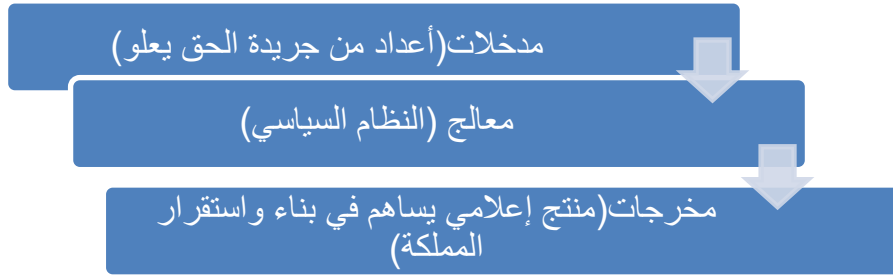 مدخلات(أعداد من جريدة الحق يعلو)
معالج (النظام السياسي)
مخرجات(منتج إعلامي يساهم في بناء واستقرار
المملكة)